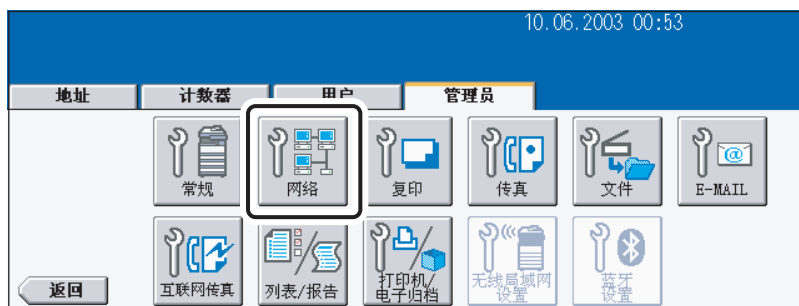 10.06.2003 00:53
地址 计数器 用户 管理员
常规 网络 复印 传真 文件 E-MAIL
互联网传真 列表/报告 打印机/ 无线局域网 蓝牙
电子归档 设置 设置
返回